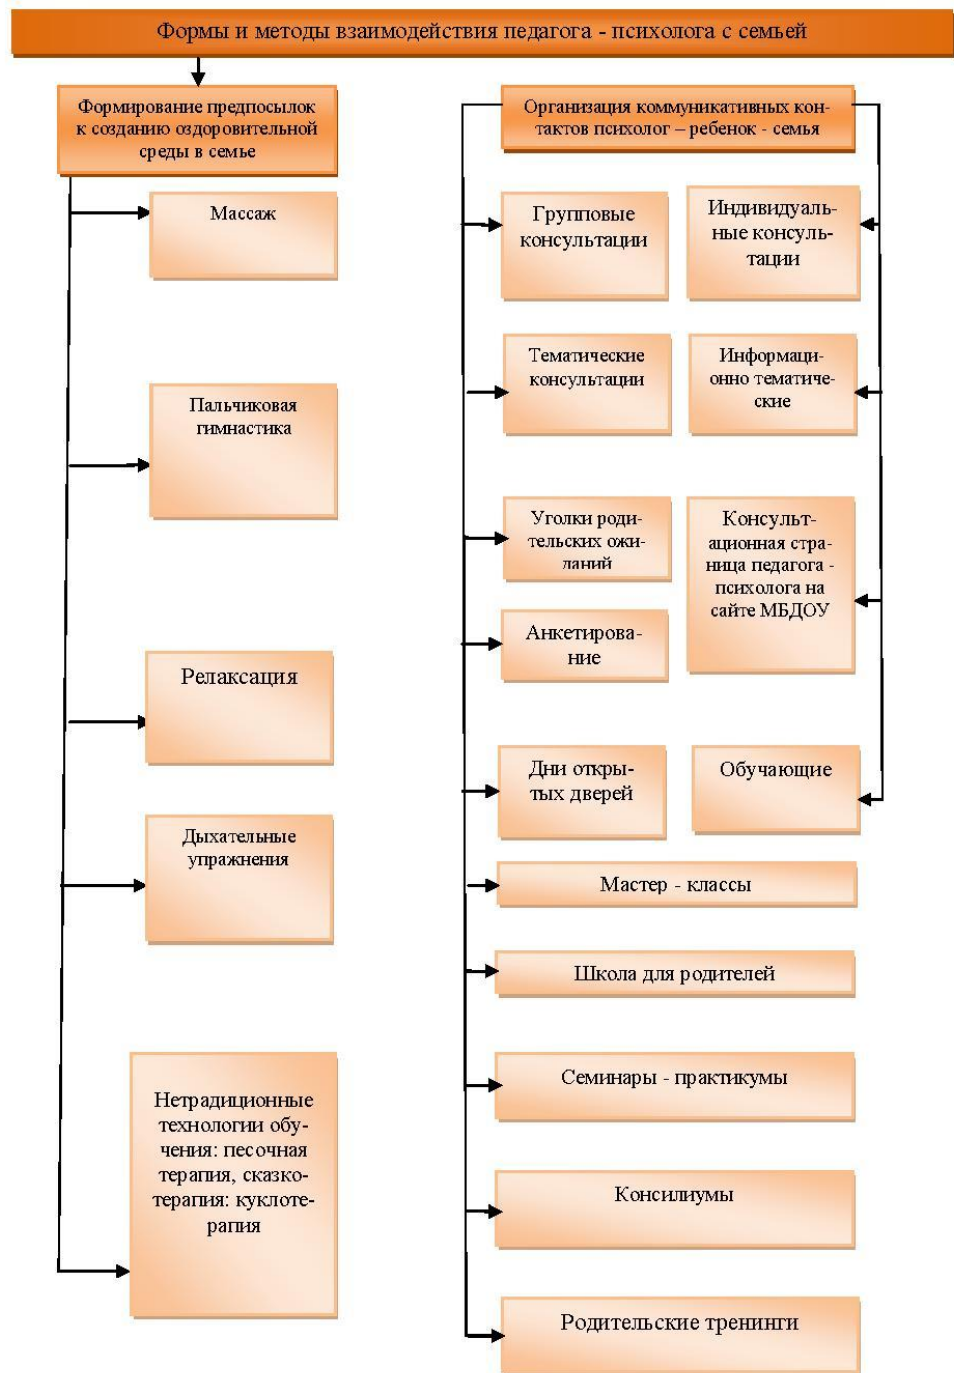 Формы и методы взаимодействия педагога - психолога с семьей
Формирование предпосылок
к созданию оздоровительной
среды в семье
Массаж
Пальчиковая
гимнастика
Релаксация
Дыхательные
упражнения
Нетрадиционные
технологии обу-
чения: песочная
терапия, сказко-
терапия: куклоте-
рапия
Организация коммуникативных кон-
тактов психолог – ребенок - семья
Групповые
консультации
Индивидуаль-
ные консуль-
тации
Тематические
консультации
Информаци-
онно тематиче-
ские
Уголки роди-
тельских ожи-
даний
Консульт-
ационная стра-
ница педагога -
психолога на
сайте МБДОУ
Анкетирова-
ние
Дни откры-
тых дверей
Обучающие
Мастер - классы
Школа для родителей
Семинары - практикумы
Консилиумы
Родительские тренинги